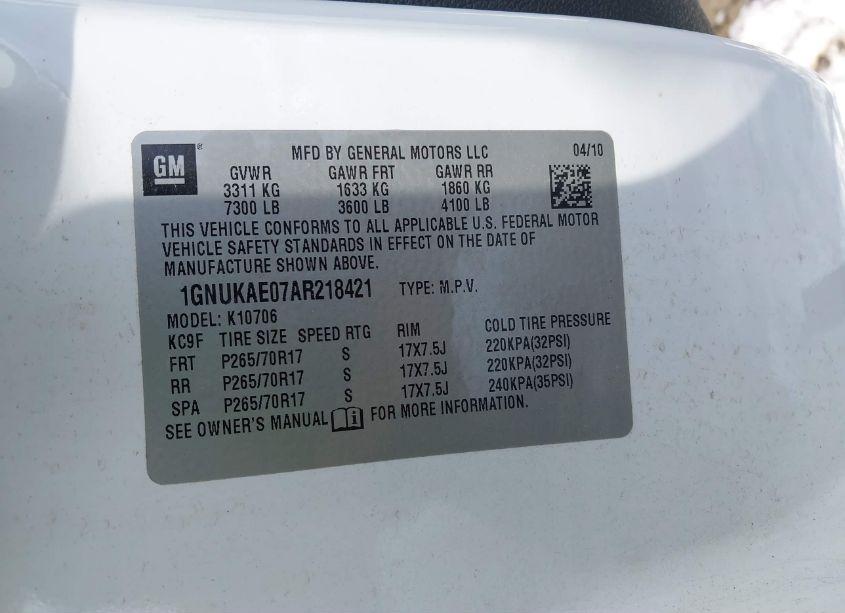 GM ® MFD BY GENERAL MOTORS LLC 04/10
GVWR GAWR FRT GAWR RR
3311 KG 1633 KG 1860 KG
7300 LB 3600 LB 4100 LB
THIS VEHICLE CONFORMS TO ALL APPLICABLE U.S. FEDERAL MOTOR
VEHICLE SAFETY STANDARDS IN EFFECT ON THE DATE OF
MANUFACTURE SHOWN ABOVE.
1GNUKAE07AR218421 TYPE: M.P.V.
MODEL: K10706
KC9F TIRE SIZE SPEED RTG RIM COLD TIRE PRESSURE
FRT P265/70R17 S 17X7.5J 220KPA(32PSI)
RR P265/70R17 S 17X7.5J 220KPA(32PSI)
SPA P265/70R17 S 17X7.5J 240KPA(35PSI)
SEE OWNER'S MANUAL i FOR MORE INFORMATION.